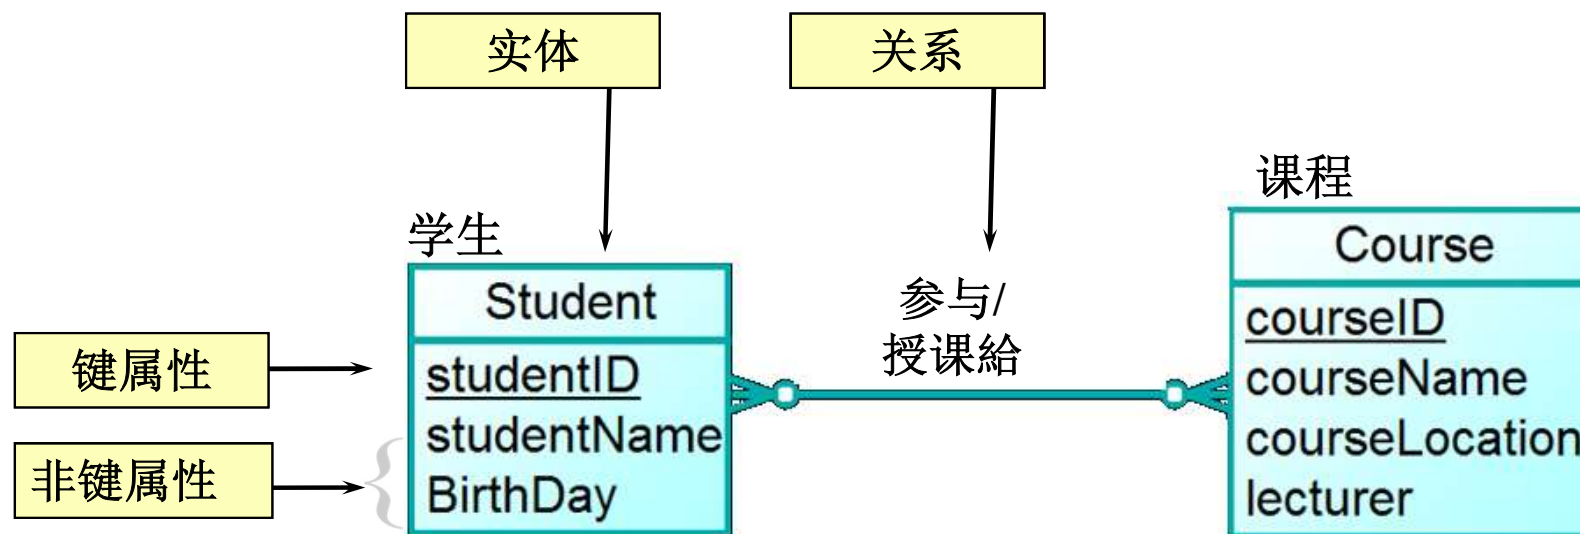 实体
关系
课程
学生
Course
Student
参与/
授课給
courseID
键属性
studentID
courseName
studentName
courseLocation
非键属性
BirthDay
lecturer